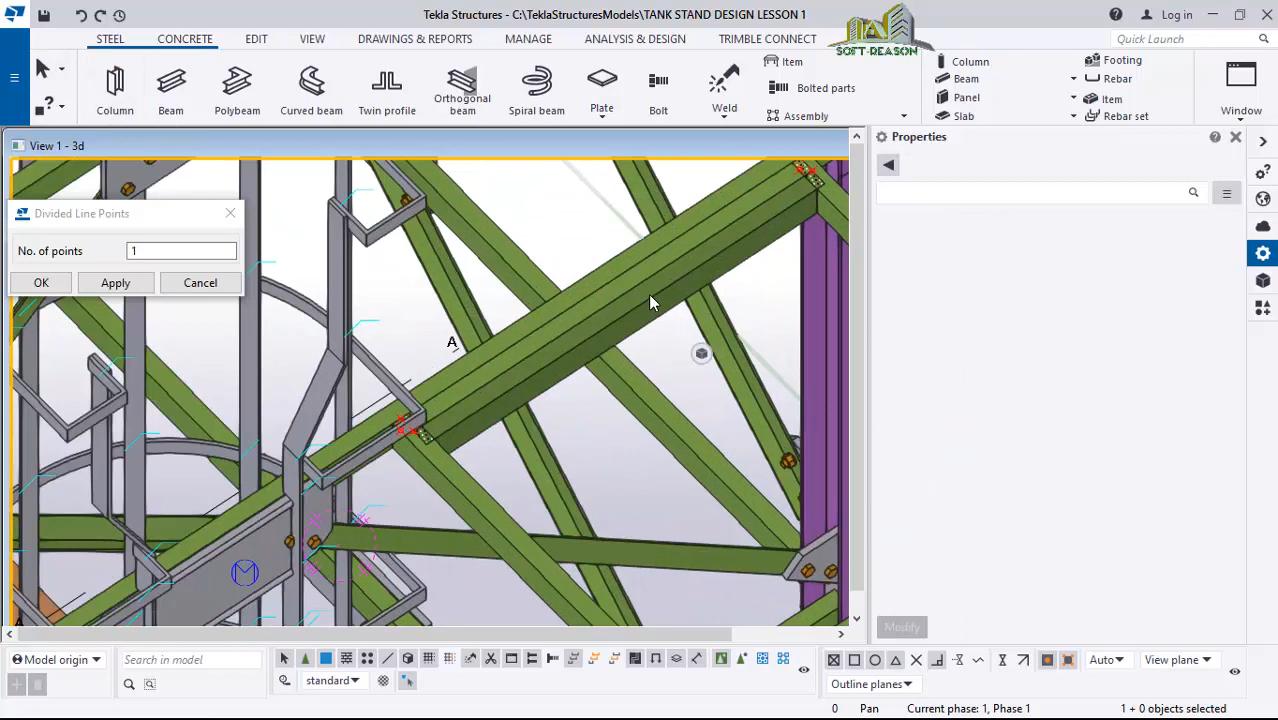 Tekla Structures - C:\TeklaStructuresModels\TANK STAND DESIGN LESSON 1
Log in
STEEL CONCRETE EDIT VIEW DRAWINGS & REPORTS MANAGE ANALYSIS & DESIGN TRIMBLE CONNECT
SOFT-REASON
Quick Launch
Column Beam Polybeam Curved beam Twin profile Orthogonal beam Spiral beam Plate Bolt Weld
Item
Bolted parts
Assembly
Column
Beam
Panel
Slab
Footing
Rebar
Item
Rebar set
Window
View 1 - 3d
Properties
Divided Line Points
No. of points 1
OK Apply Cancel
A
Modify
Model origin
Search in model
standard
Auto
View plane
Outline planes
0 Pan Current phase: 1, Phase 1 1 + 0 objects selected